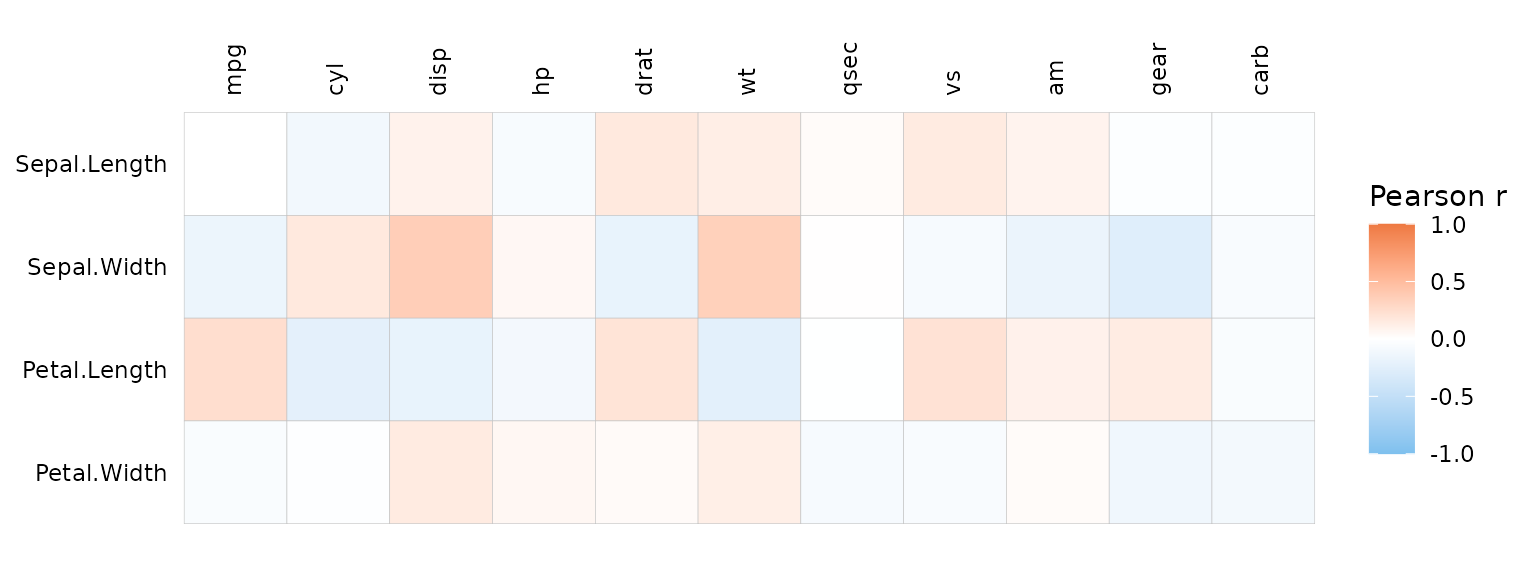 mpg
cyl
disp
hp
drat
wt
qsec
vs
am
gear
carb
Sepal.Length
Sepal.Width
Petal.Length
Petal.Width
Pearson r
1.0
0.5
0.0
-0.5
-1.0